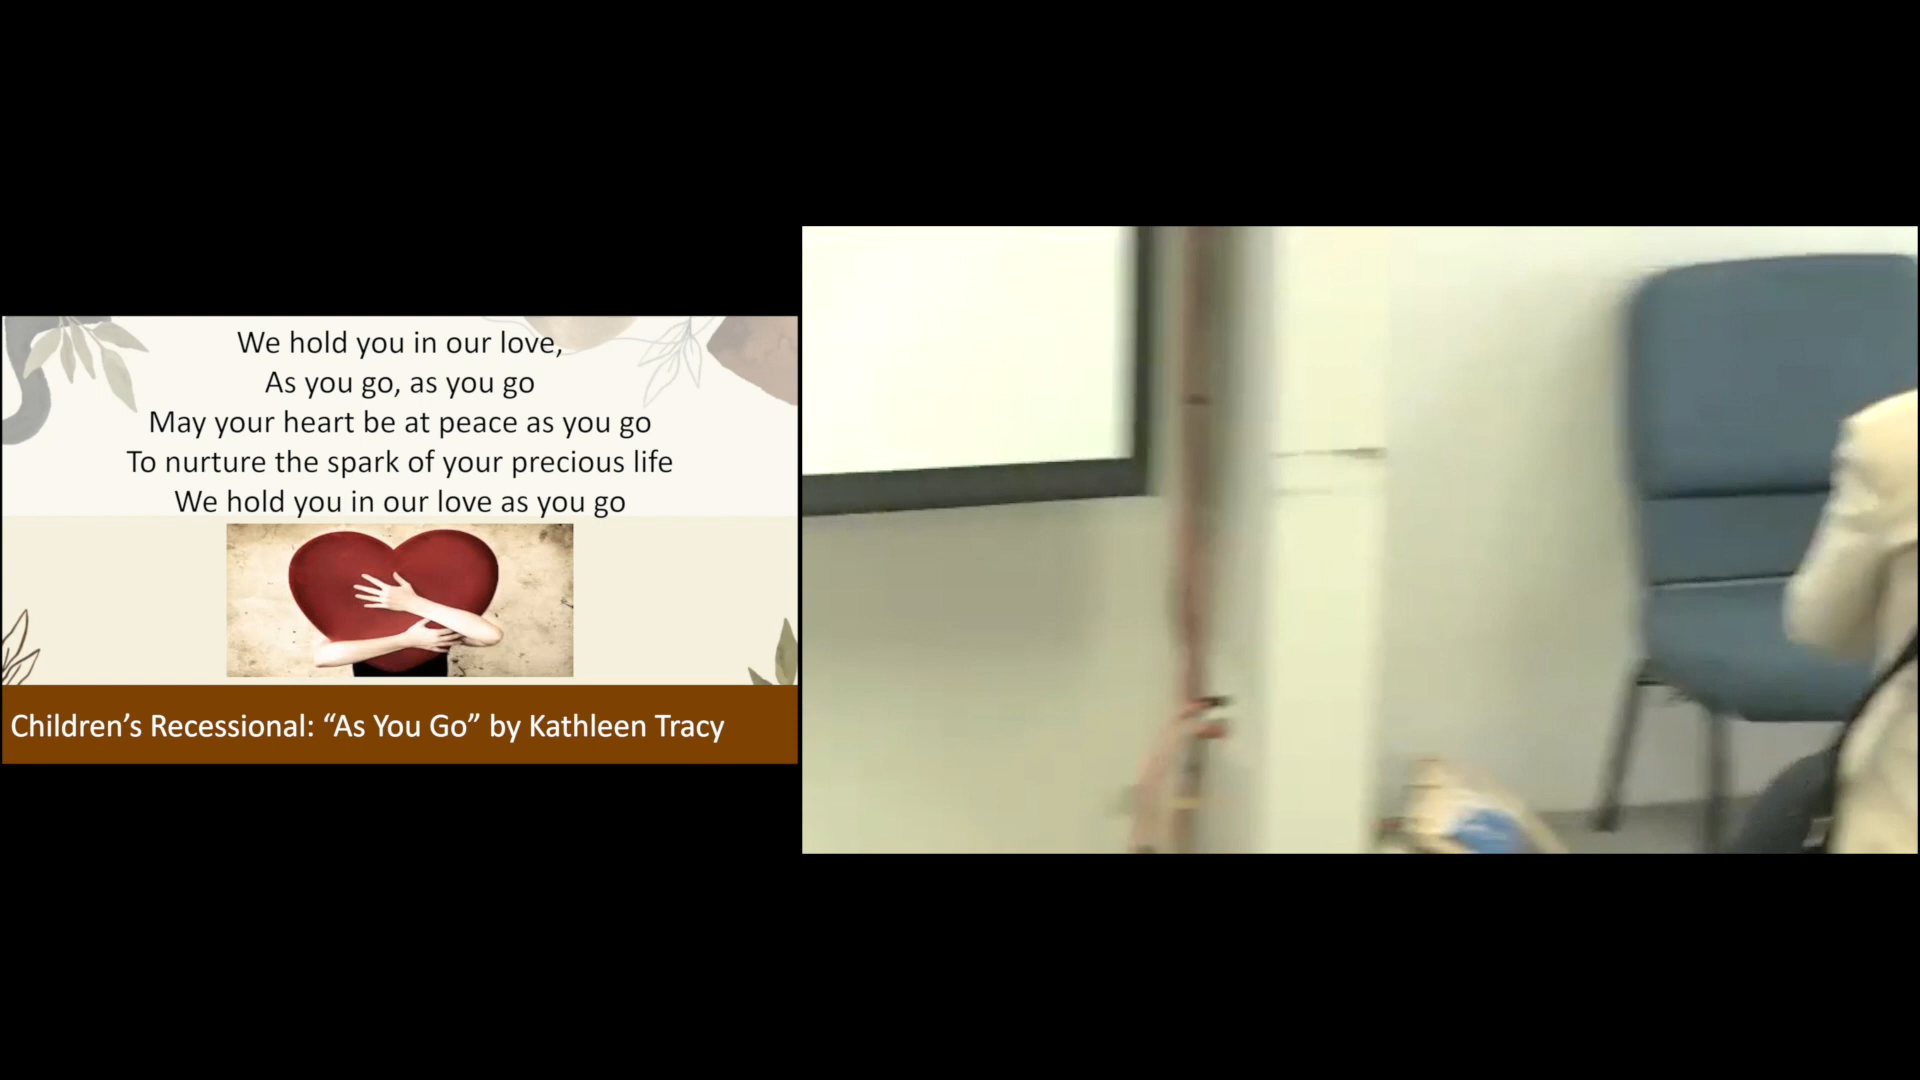 We hold you in our love,
As you go, as you go
May your heart be at peace as you go
To nurture the spark of your precious life
We hold you in our love as you go
Children’s Recessional: “As You Go” by Kathleen Tracy